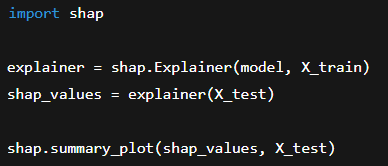 import shap
explainer = shap.Explainer(model, X_train)
shap_values = explainer(X_test)
shap.summary_plot(shap_values, X_test)